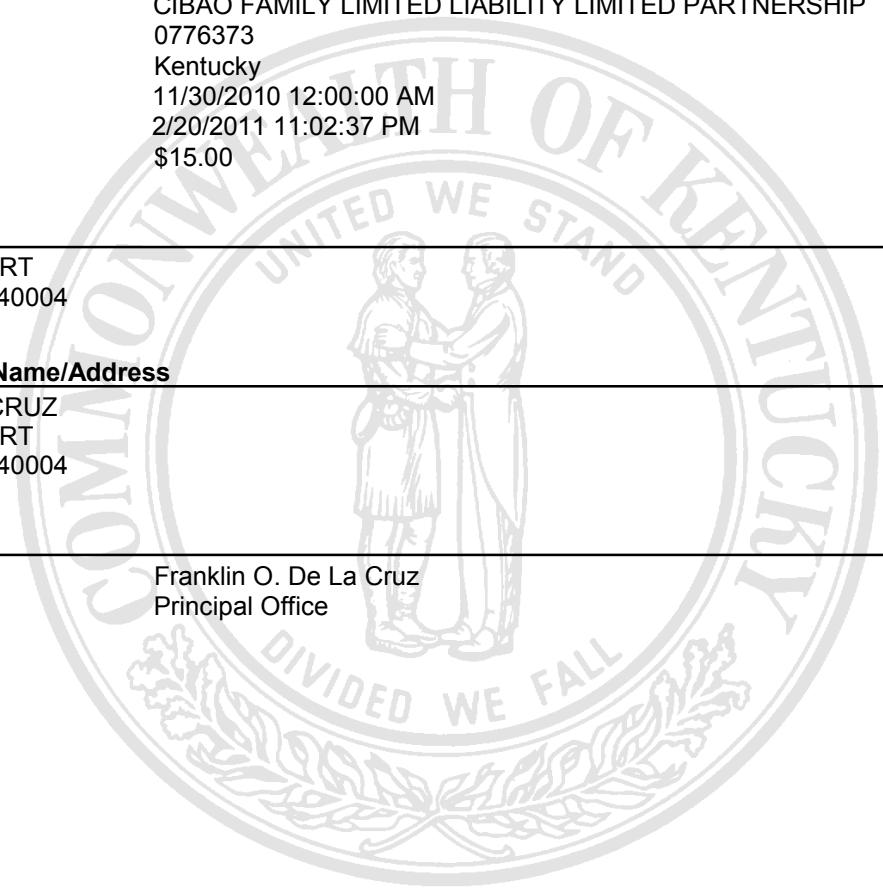 CIBAO FAMILY LIMITED LIABILITY LIMITED PARTNERSHIP
0776373
Kentucky
11/30/2010 12:00:00 AM
2/20/2011 11:02:37 PM
$15.00
RT
40004
Name/Address
CRUZ
RT
40004
Franklin O. De La Cruz
Principal Office
COMMONWEALTH OF KENTUCKY
UNITED WE STAND
DIVIDED WE FALL